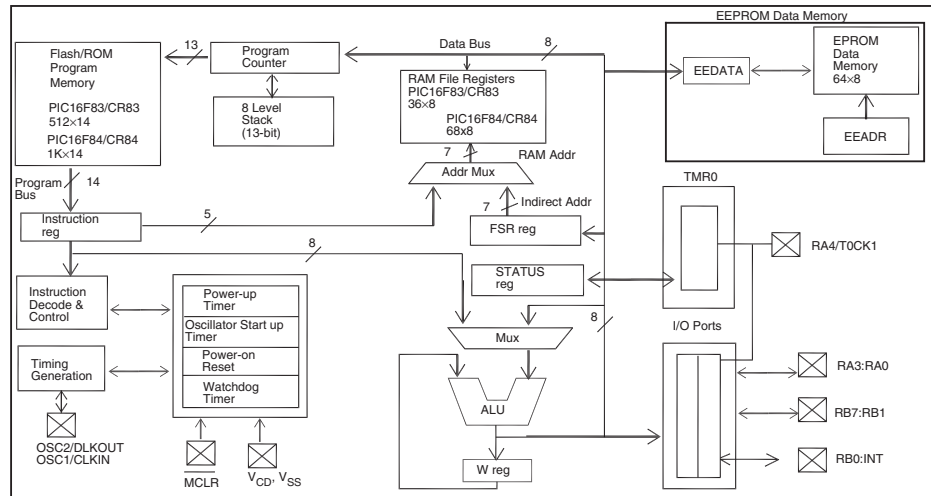 EEPROM Data Memory
Flash/ROM
Program
Memory
PIC16F83/CR83
512×14
PIC16F84/CR84
1K×14
13
Program
Counter
8 Level
Stack
(13-bit)
Data Bus
8
RAM File Registers
PIC16F83/CR83
36×8
PIC16F84/CR84
68x8
EEDATA
EPROM
Data
Memory
64×8
EEADR
7
RAM Addr
Addr Mux
Program
Bus
14
Instruction
reg
5
7
Indirect Addr
FSR reg
TMR0
RA4/T0CK1
8
STATUS
reg
Instruction
Decode &
Control
Power-up
Timer
Oscillator Start up
Timer
Power-on
Reset
Watchdog
Timer
Timing
Generation
Mux
8
I/O Ports
ALU
W reg
RA3:RA0
RB7:RB1
RB0:INT
OSC2/DLKOUT
OSC1/CLKIN
MCLR
VCD, VSS